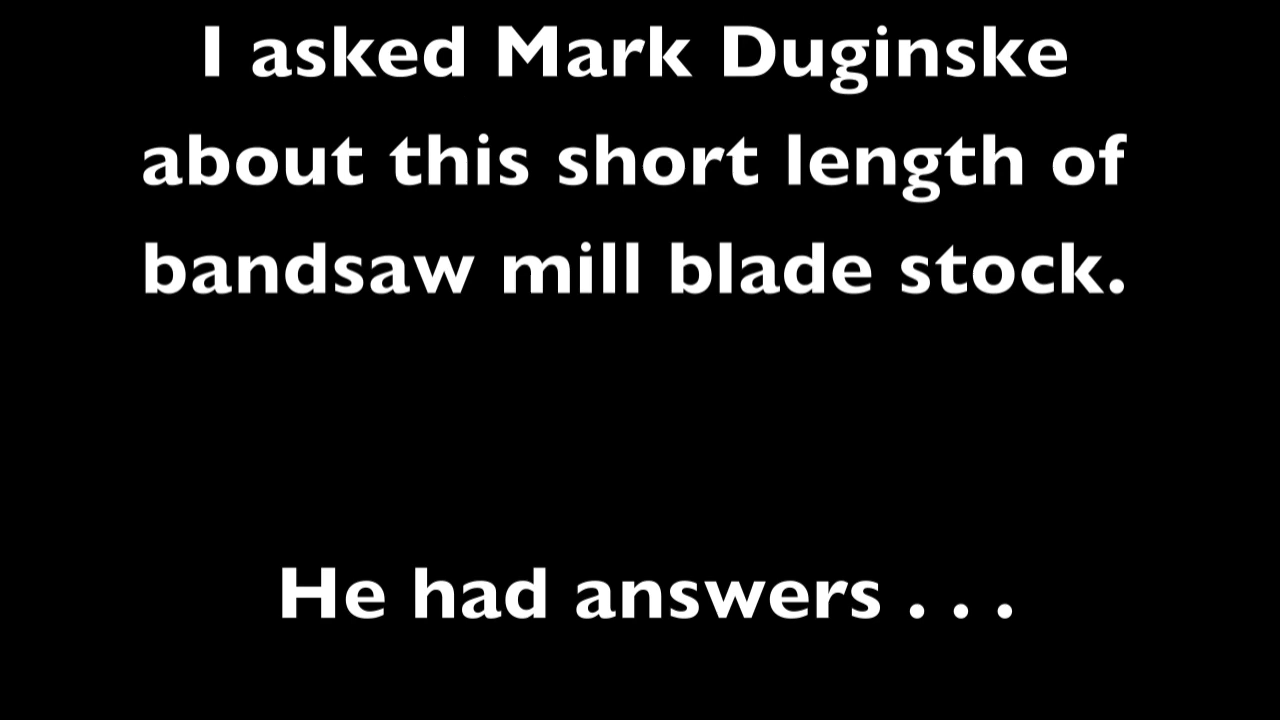 I asked Mark Duginske
about this short length of
bandsaw mill blade stock.
He had answers . . .